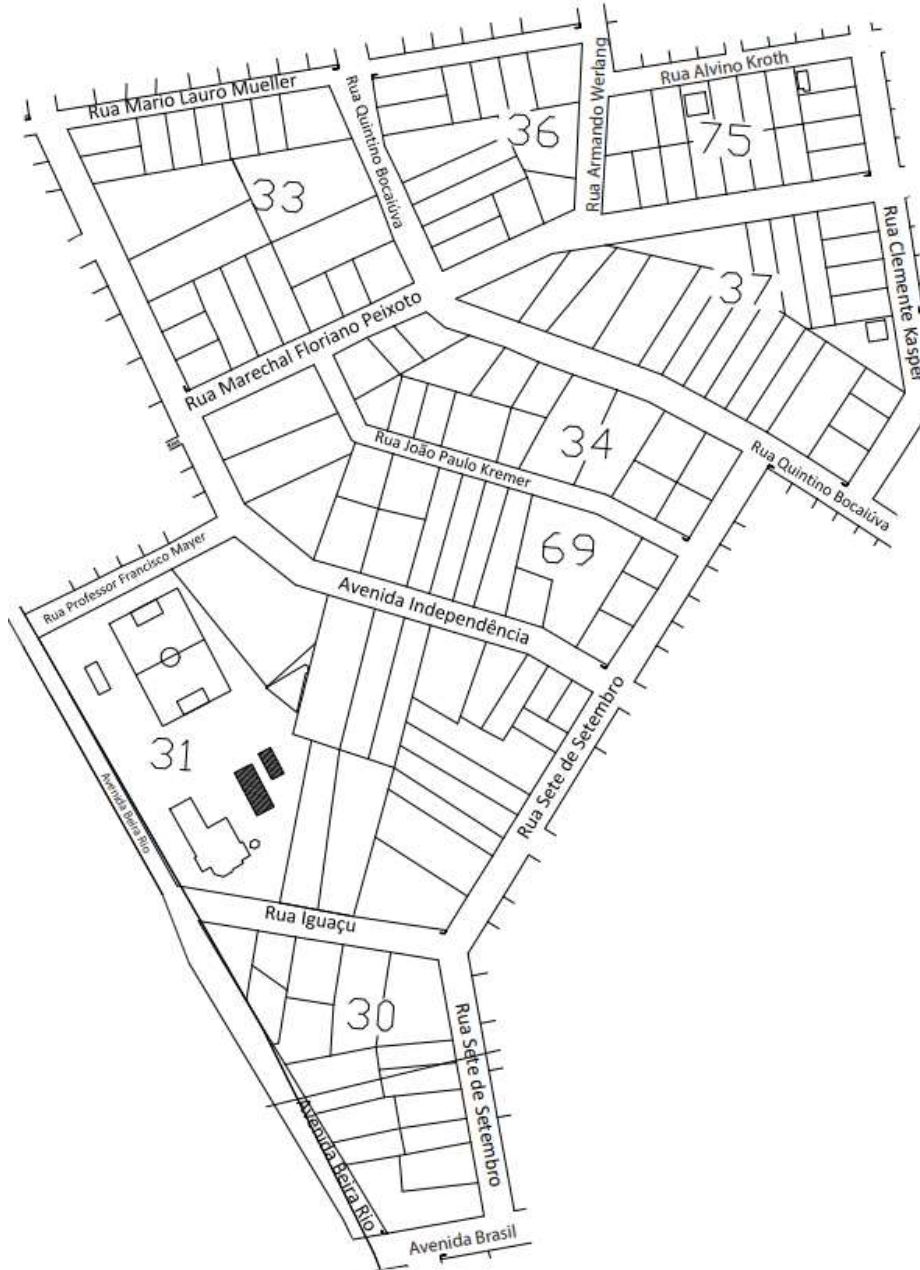 Rua Mario Lauro Mueller
Rua Quintino Bocaiúva
Rua Armando Werlang
Rua Alvino Kroth
36
75
33
Rua Clemente Kasper
37
Rua Marechal Floriano Peixoto
34
Rua João Paulo Kremer
Rua Quintino Bocaiúva
Rua Professor Francisco Mayer
69
Avenida Independência
31
Avenida Beira Rio
Rua Sete de Setembro
Rua Iguaçu
30
Rua Sete de Setembro
Avenida Beira Rio
Avenida Brasil